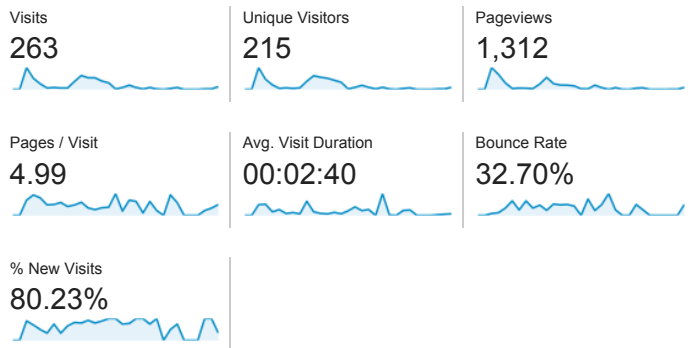 Visits
263
Unique Visitors
215
Pageviews
1,312
Pages / Visit
4.99
Avg. Visit Duration
00:02:40
Bounce Rate
32.70%
% New Visits
80.23%